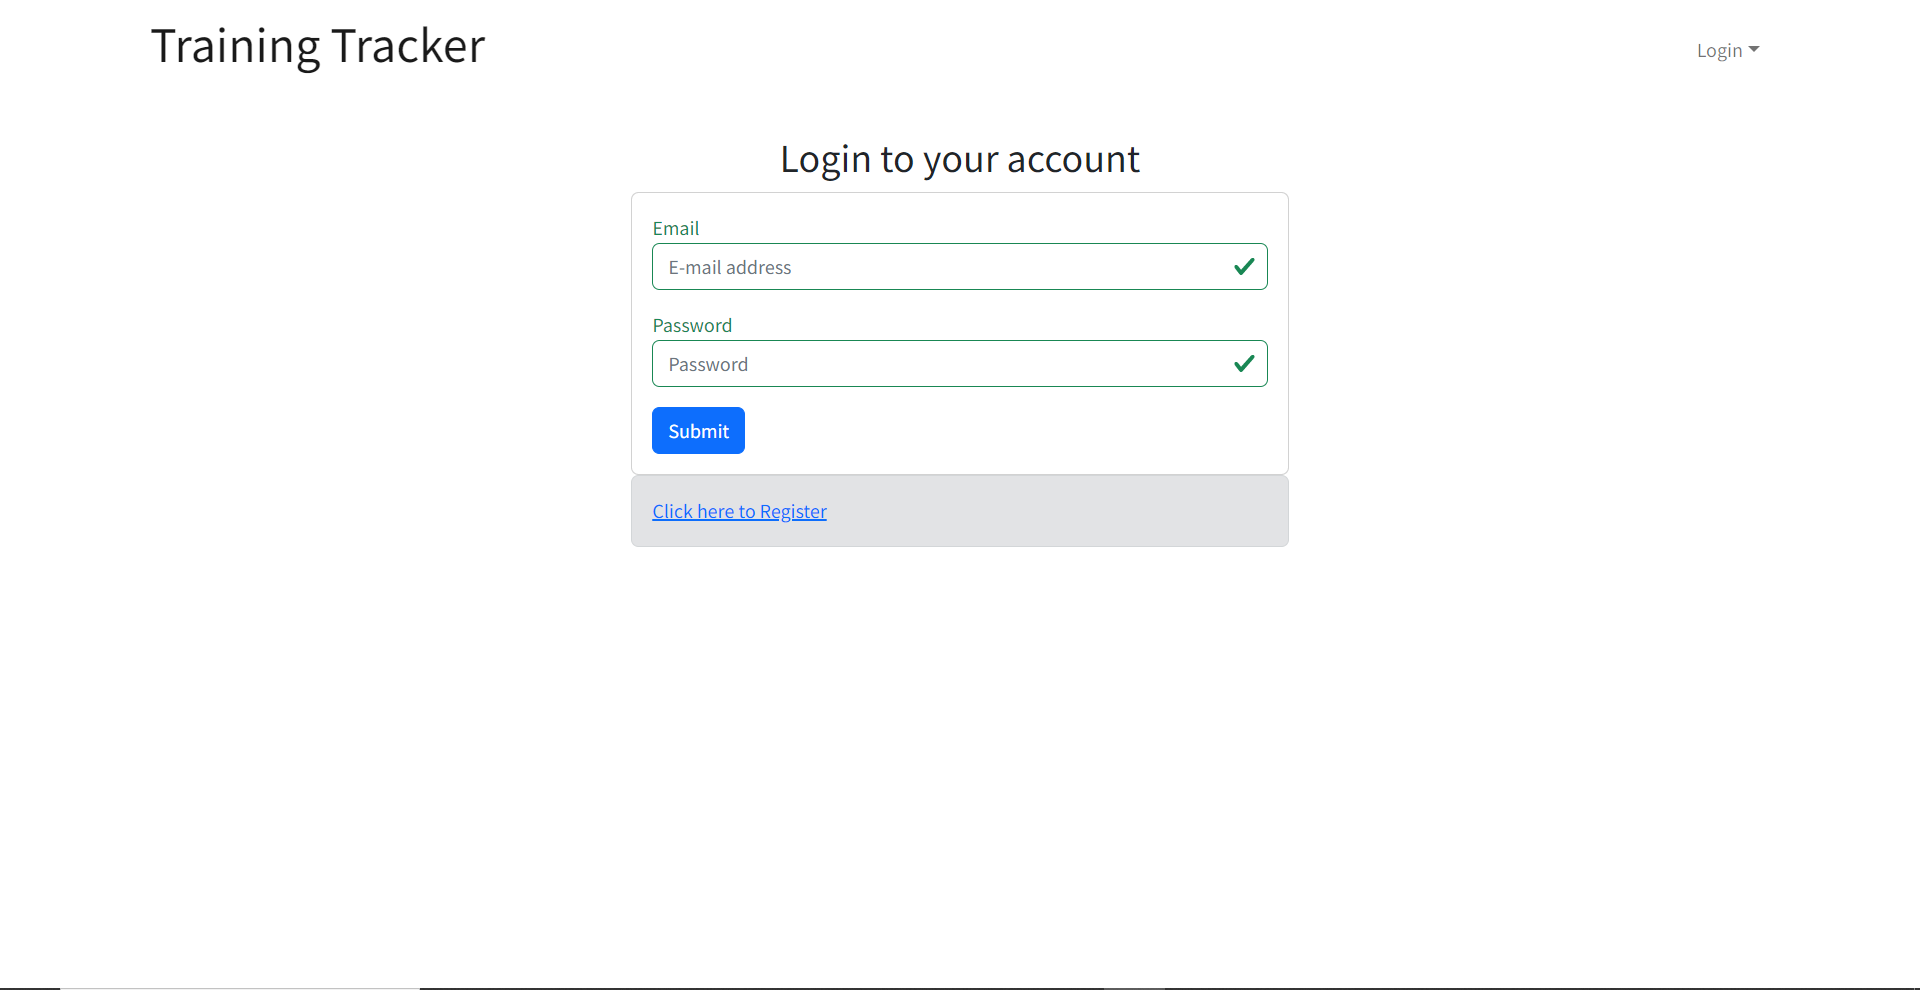 Training Tracker
Login
Login to your account
Email
E-mail address
Password
Password
Submit
Click here to Register